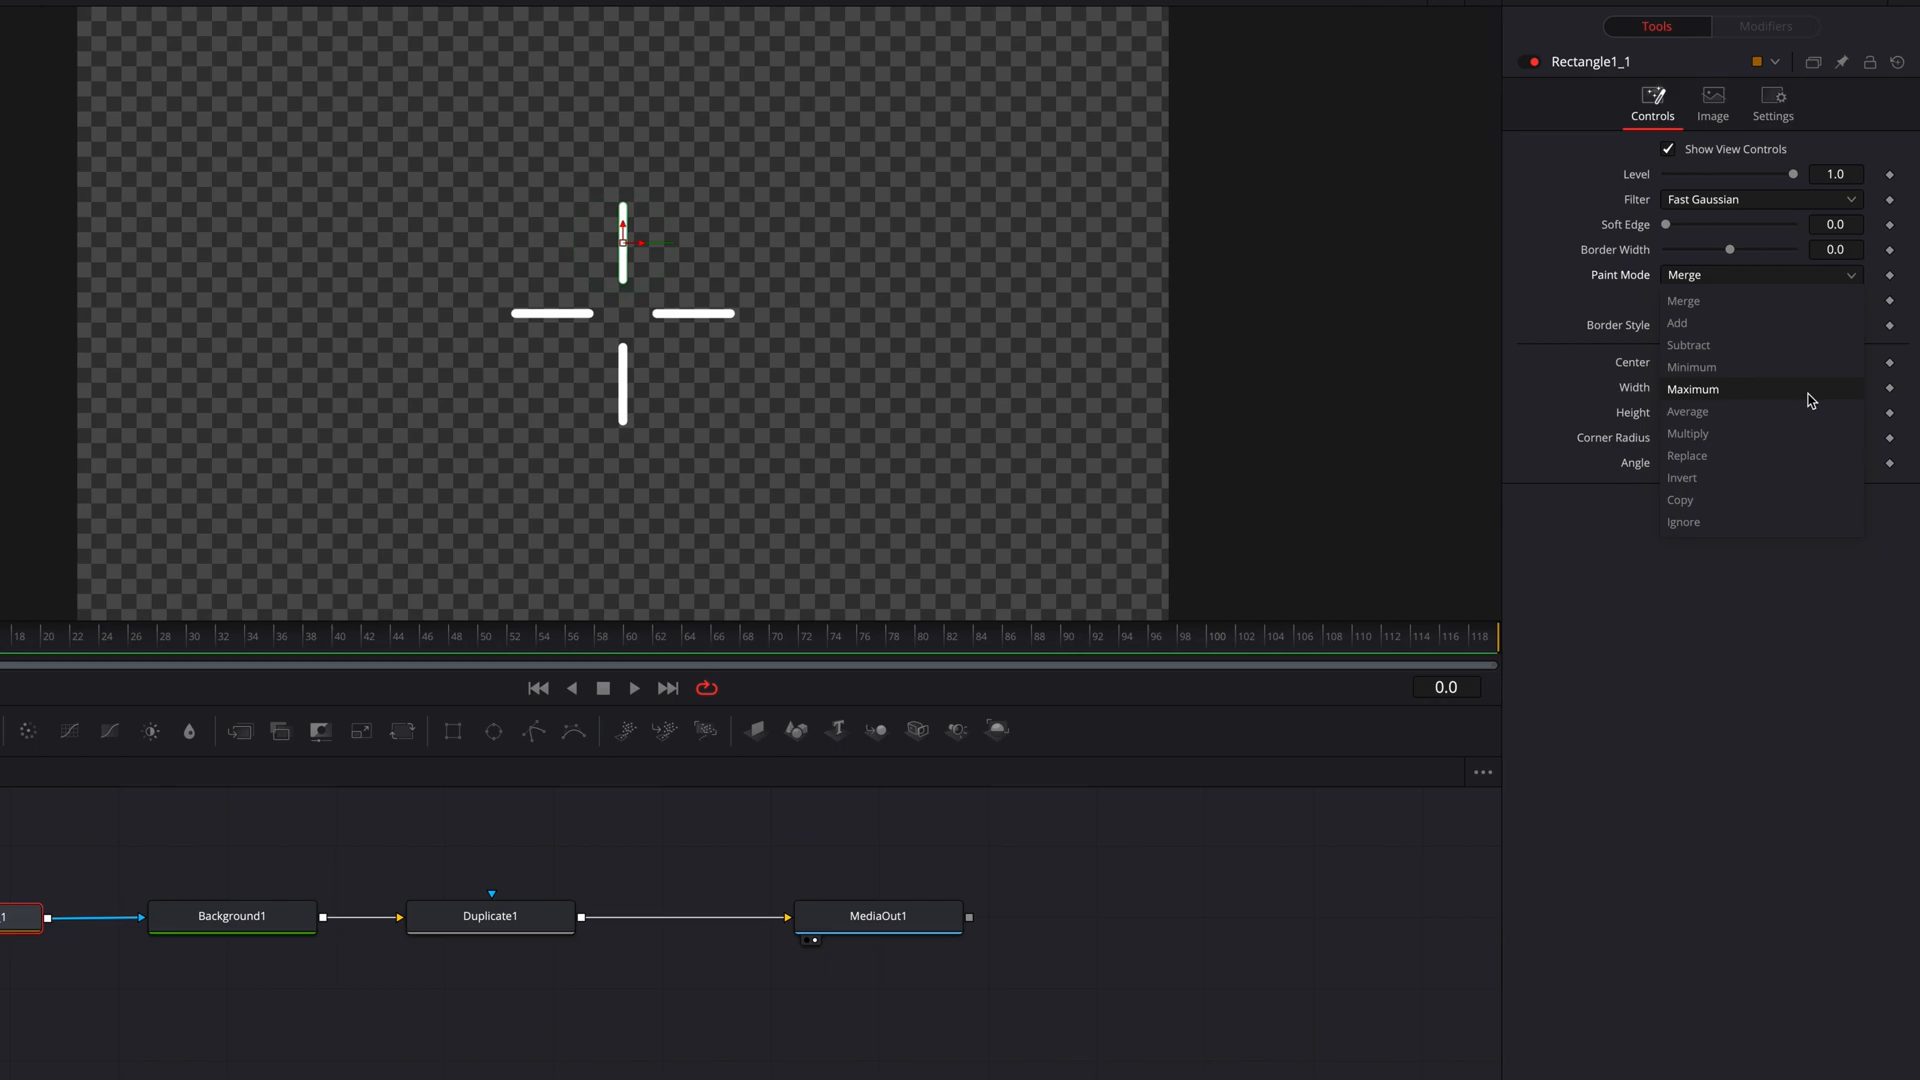 Tools Modifiers
Rectangle1_1
Controls Image Settings
Show View Controls
Level 1.0
Filter Fast Gaussian
Soft Edge 0.0
Border Width 0.0
Paint Mode Merge
Merge
Add
Border Style
Subtract
Center
Minimum
Width
Maximum
Height
Average
Corner Radius
Multiply
Angle
Replace
Invert
Copy
Ignore
18 20 22 24 26 28 30 32 34 36 38 40 42 44 46 48 50 52 54 56 58 60 62 64 66 68 70 72 74 76 78 80 82 84 86 88 90 92 94 96 98 100 102 104 106 108 110 112 114 116 118
0.0
T
_1 Background1 Duplicate1 MediaOut1